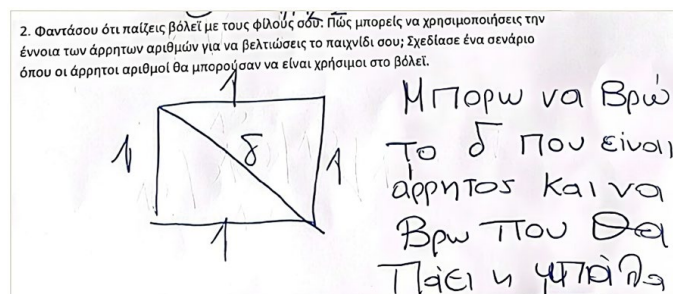 2. Φαντάσου ότι παίζεις βόλεϊ με τους φίλους σου: Πώς μπορείς να χρησιμοποιήσεις την
έννοια των άρρητων αριθμών για να βελτιώσεις το παιχνίδι σου; Σχεδίασε ένα σενάριο
όπου οι άρρητοι αριθμοί θα μπορούσαν να είναι χρήσιμοι στο βόλεϊ.
1
1
δ
1
1
Μπορω να Βρώ
το δ που είναι
άρρητος και να
Βρω που θα
Πάει η μπάλα